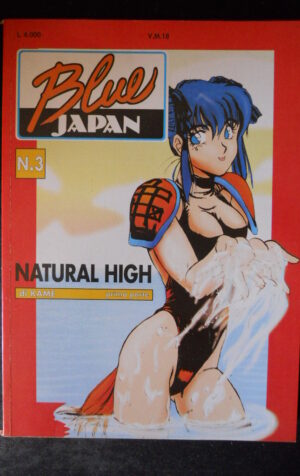 L. 6.000 V.M. 18
Blue
JAPAN
N.3
NATURAL HIGH
di KAME prima parte